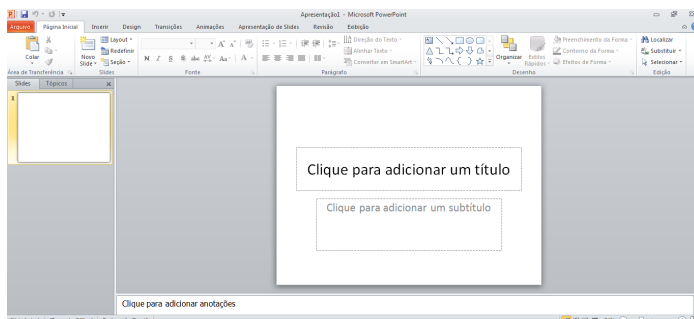 Apresentação1 - Microsoft PowerPoint
Arquivo Página Inicial Inserir Design Transições Animações Apresentação de Slides Revisão Exibição
Colar
Novo Slide
Layout
Redefinir
Seção
N I S abc AV Aa A
Direção do Texto
Alinhar Texto
Converter em SmartArt
Organizar
Estilos Rápidos
Preenchimento da Forma
Contorno da Forma
Efeitos de Forma
Localizar
Substituir
Selecionar
Área de Transferência Slides Fonte Parágrafo Desenho Edição
Slides Tópicos x
1
Clique para adicionar um título
Clique para adicionar um subtítulo
Clique para adicionar anotações